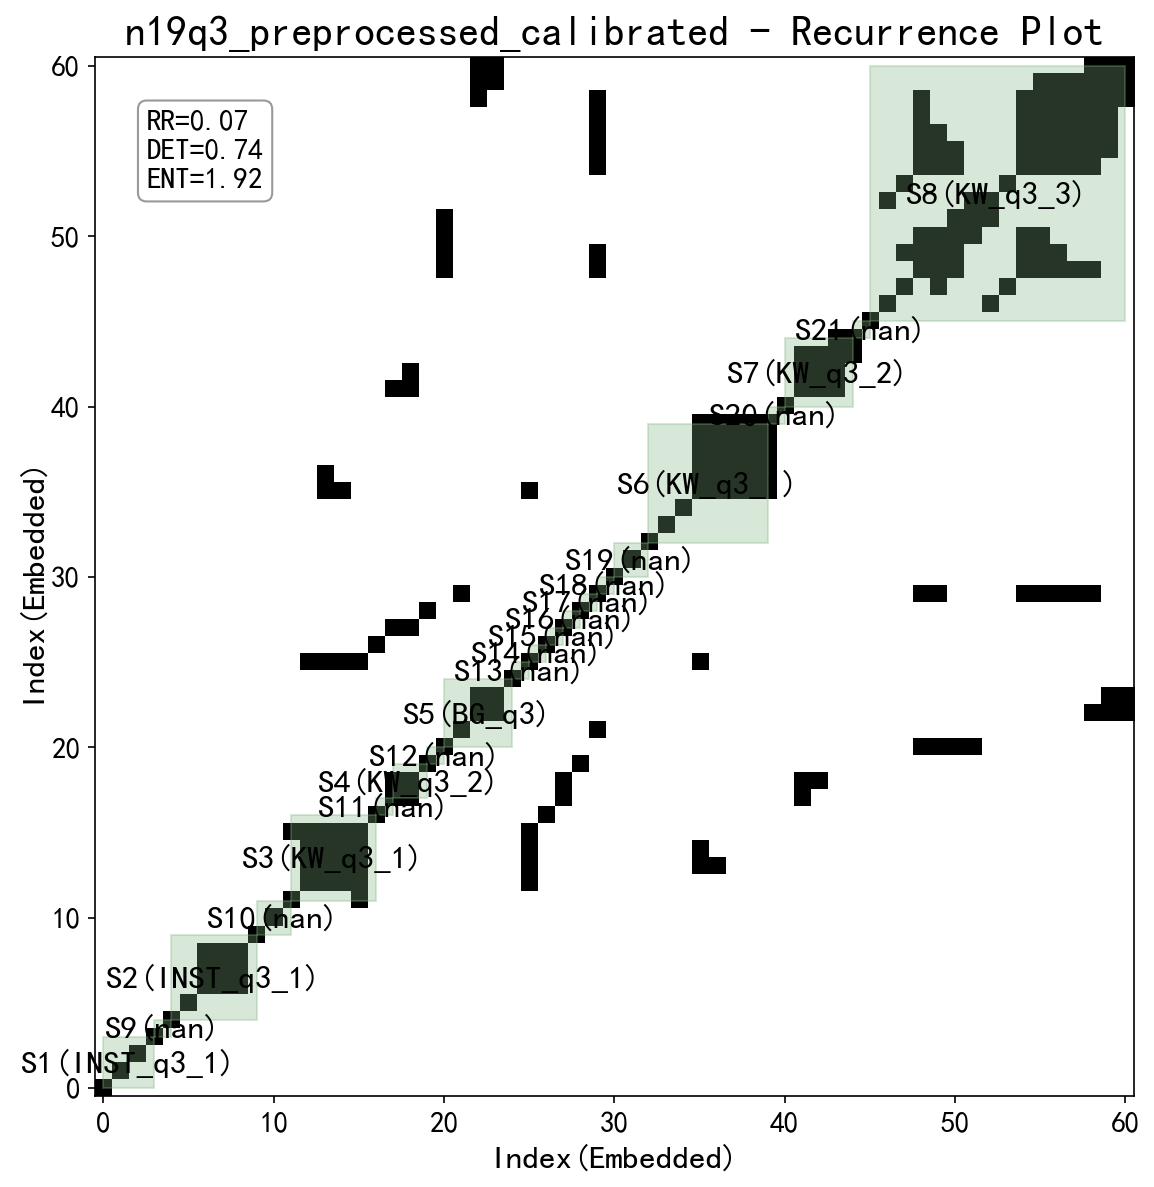 n19q3_preprocessed_calibrated - Recurrence Plot
RR=0.07
DET=0.74
ENT=1.92
S8(KW_q3_3)
S21(nan)
S7(KW_q3_2)
S20(nan)
S6(KW_q3_)
S19(nan)
S18(nan)
S17(nan)
S16(nan)
S15(nan)
S14(nan)
S13(nan)
S5(BG_q3)
S12(nan)
S4(KW_q3_2)
S11(nan)
S3(KW_q3_1)
S10(nan)
S2(INST_q3_1)
S9(nan)
S1(INST_q3_1)
60
50
40
30
20
10
0
Index(Embedded)
0 10 20 30 40 50 60
Index(Embedded)